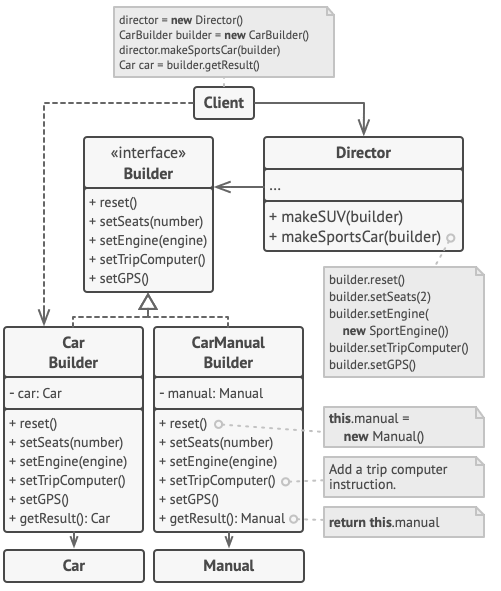 director = new Director()
CarBuilder builder = new CarBuilder()
director.makeSportsCar(builder)
Car car = builder.getResult()
Client
«interface»
Builder
+ reset()
+ setSeats(number)
+ setEngine(engine)
+ setTripComputer()
+ setGPS()
Director
...
+ makeSUV(builder)
+ makeSportsCar(builder)
builder.reset()
builder.setSeats(2)
builder.setEngine(
new SportEngine())
builder.setTripComputer()
builder.setGPS()
Car
Builder
- car: Car
+ reset()
+ setSeats(number)
+ setEngine(engine)
+ setTripComputer()
+ setGPS()
+ getResult(): Car
CarManual
Builder
- manual: Manual
+ reset()
+ setSeats(number)
+ setEngine(engine)
+ setTripComputer()
+ setGPS()
+ getResult(): Manual
this.manual =
new Manual()
Add a trip computer
instruction.
return this.manual
Car
Manual